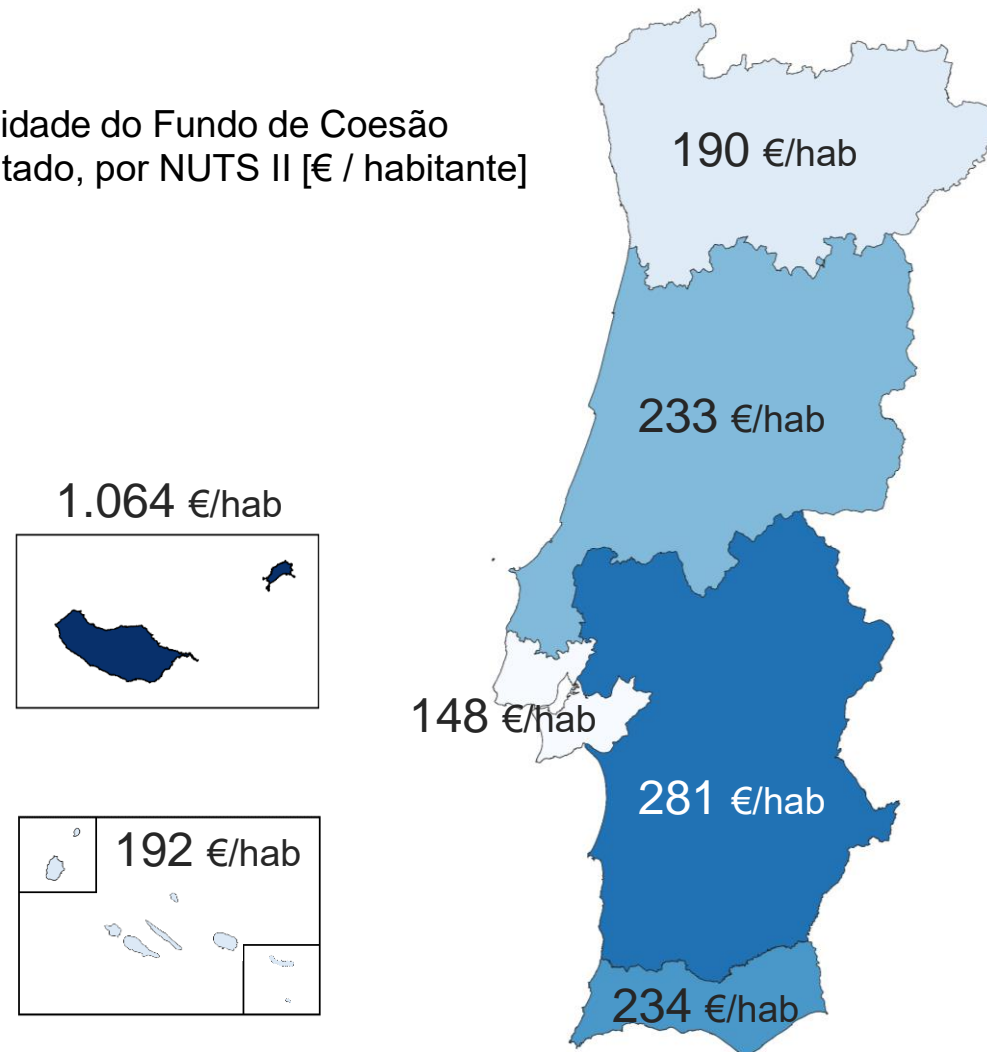 idade do Fundo de Coesão
tado, por NUTS II [€ / habitante]
190 €/hab
233 €/hab
1.064 €/hab
148 €/hab
281 €/hab
192 €/hab
234 €/hab